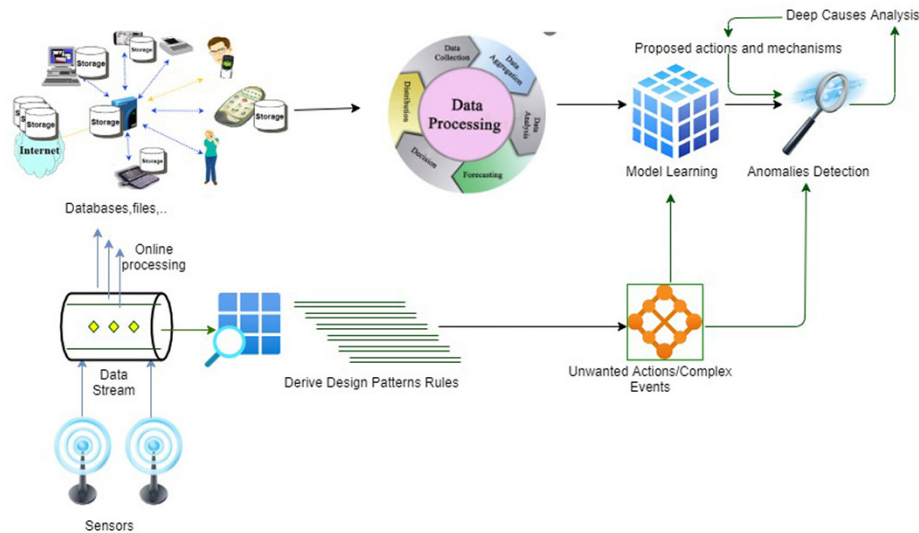 Deep Causes Analysis
Proposed actions and mechanisms
Storage
Storage
Storage
Storage
Storage
Storage
Storage
Internet
Databases,files,..
Data
Collection
Data
Aggregation
Data
Analysis
Forecasting
Decision
Distribution
Data
Processing
Model Learning
Anomalies Detection
Online
processing
Data
Stream
Derive Design Patterns Rules
Unwanted Actions/Complex
Events
Sensors